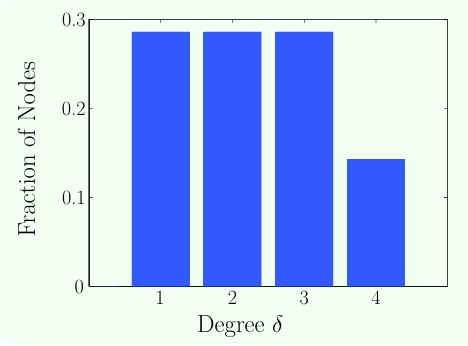 0.3
0.2
0.1
0
Fraction of Nodes
1 2 3 4
Degree δ